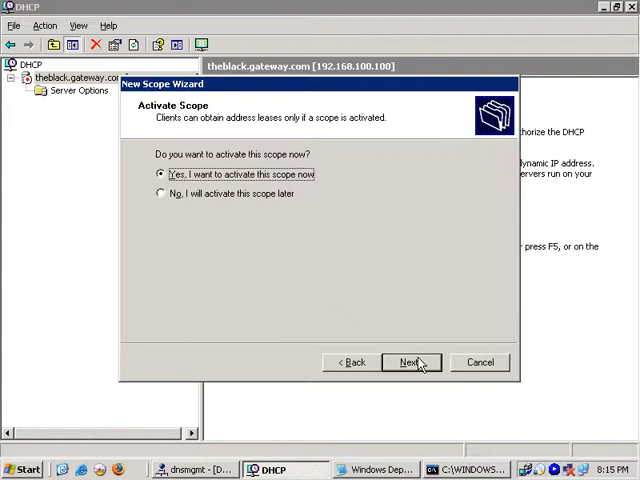 DHCP
File Action View Help
DHCP
theblack.gateway.co
Server Options
theblack.gateway.com [192.168.100.100]
New Scope Wizard
Activate Scope
Clients can obtain address leases only if a scope is activated.
Do you want to activate this scope now?
Yes, I want to activate this scope now
No, I will activate this scope later
horize the DHCP
ynamic IP address.
ervers run on your
r press F5, or on the
< Back
Next
Cancel
Start
dnsmgmt - [D...
DHCP
Windows Dep...
C:\WINDOWS...
8:15 PM